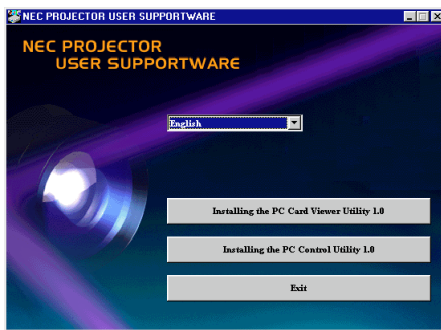 NEC PROJECTOR USER SUPPORTWARE
NEC PROJECTOR
USER SUPPORTWARE
English
Installing the PC Card Viewer Utility 1.0
Installing the PC Control Utility 1.0
Exit